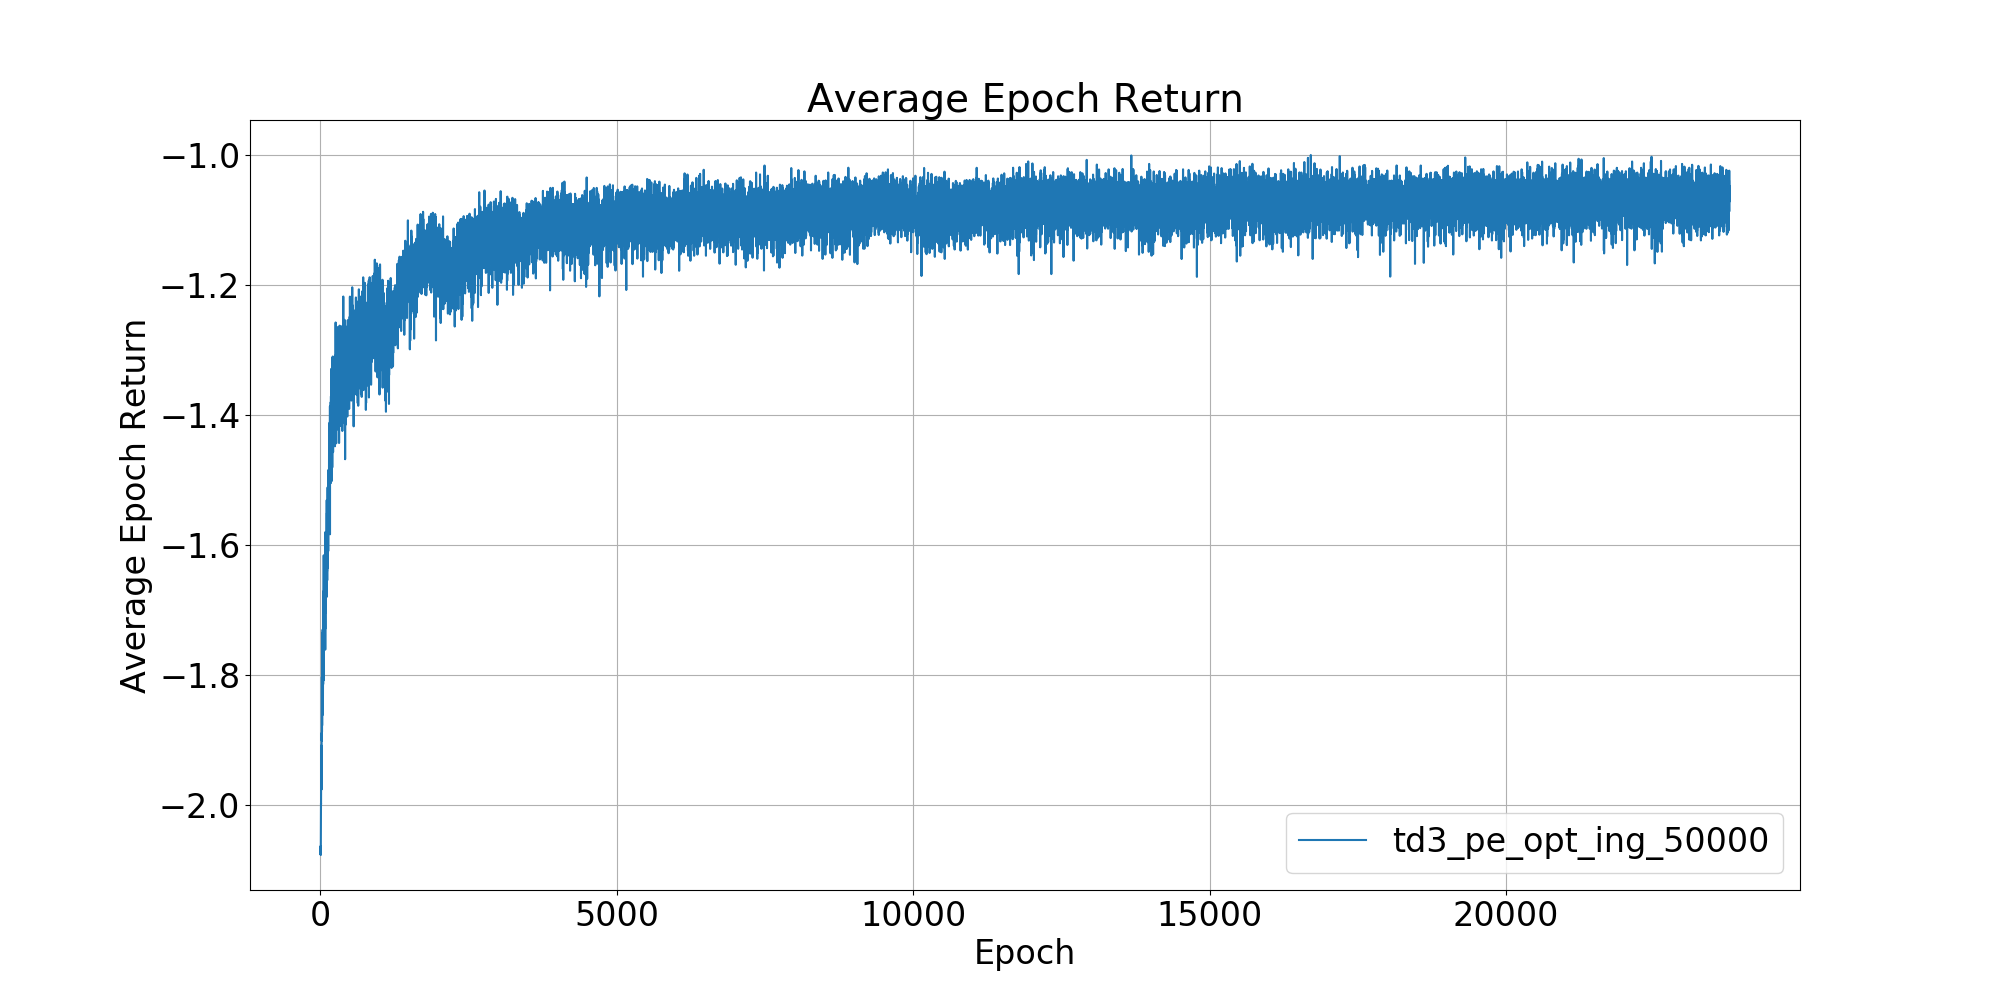 Average Epoch Return
Average Epoch Return
−1.0
−1.2
−1.4
−1.6
−1.8
−2.0
0 5000 10000 15000 20000
Epoch
td3_pe_opt_ing_50000